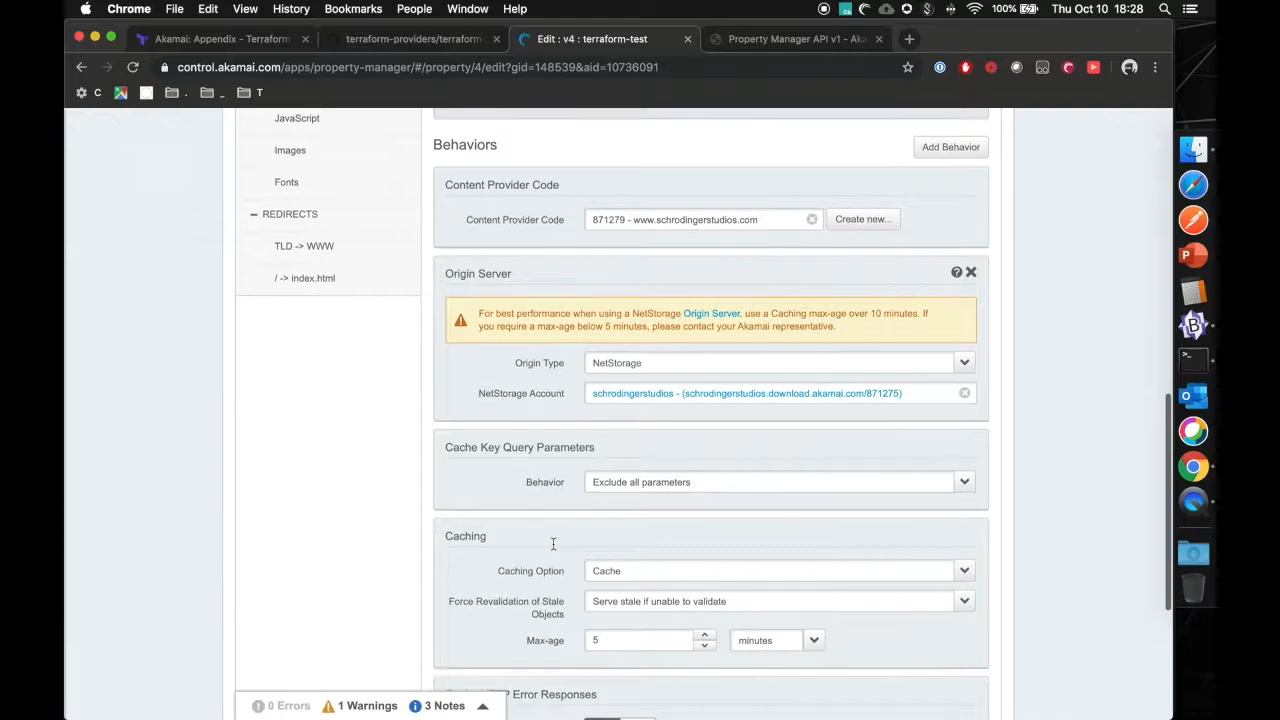 Chrome File Edit View History Bookmarks People Window Help 100% Thu Oct 10 18:28
Akamai: Appendix - Terraform
terraform-providers/terraform
Edit : v4 : terraform-test
Property Manager API v1 - Aka
control.akamai.com/apps/property-manager/#/property/4/edit?gid=148539&aid=10736091
C . _ T
JavaScript
Images
Fonts
REDIRECTS
TLD -> WWW
/ -> index.html
Behaviors
Add Behavior
Content Provider Code
Content Provider Code 871279 - www.schrodingerstudios.com Create new...
Origin Server
For best performance when using a NetStorage Origin Server, use a Caching max-age over 10 minutes. If
you require a max-age below 5 minutes, please contact your Akamai representative.
Origin Type NetStorage
NetStorage Account schrodingerstudios - (schrodingerstudios.download.akamai.com/871275)
Cache Key Query Parameters
Behavior Exclude all parameters
Caching
Caching Option Cache
Force Revalidation of Stale
Objects
Serve stale if unable to validate
Max-age 5 minutes
P Error Responses
0 Errors 1 Warnings 3 Notes